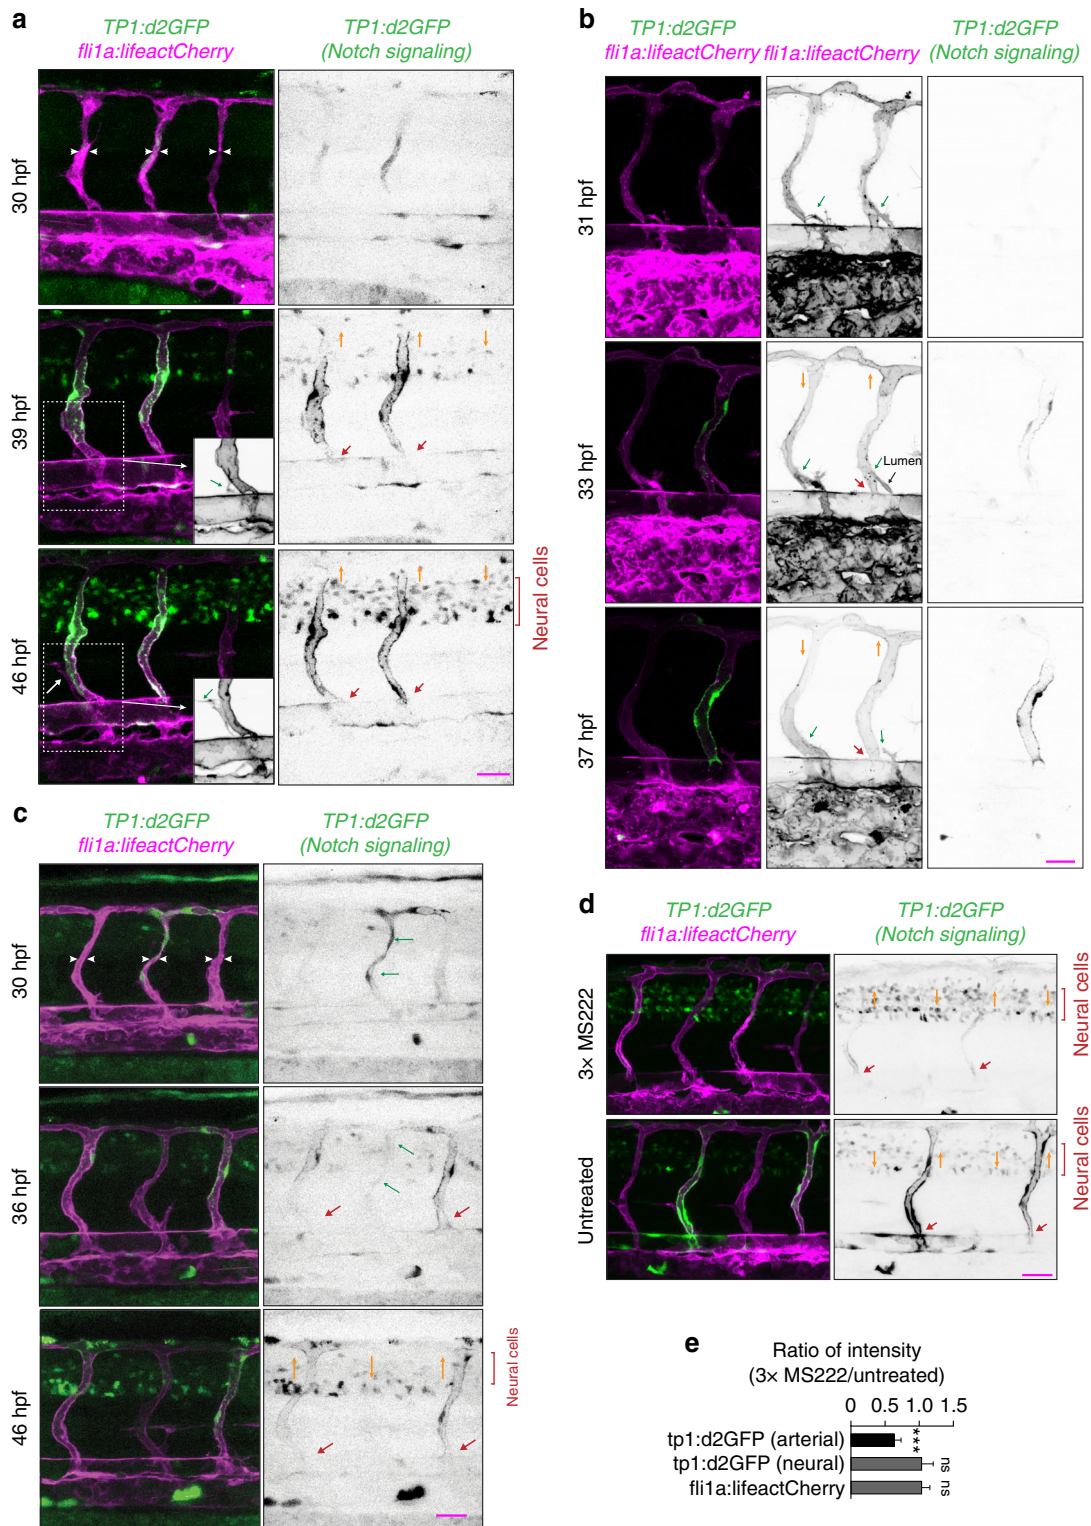 a
TP1:d2GFP
fli1a:lifeactCherry
TP1:d2GFP
(Notch signaling)
30 hpf
39 hpf
46 hpf
Neural cells
b
TP1:d2GFP
fli1a:lifeactCherry
fli1a:lifeactCherry
TP1:d2GFP
(Notch signaling)
31 hpf
33 hpf
Lumen
37 hpf
c
TP1:d2GFP
fli1a:lifeactCherry
TP1:d2GFP
(Notch signaling)
30 hpf
36 hpf
46 hpf
Neural cells
d
TP1:d2GFP
fli1a:lifeactCherry
TP1:d2GFP
(Notch signaling)
3× MS222
Neural cells
Untreated
Neural cells
e
Ratio of intensity
(3× MS222/untreated)
0 0.5 1.0 1.5
tp1:d2GFP (arterial)
***
tp1:d2GFP (neural)
ns
fli1a:lifeactCherry
ns